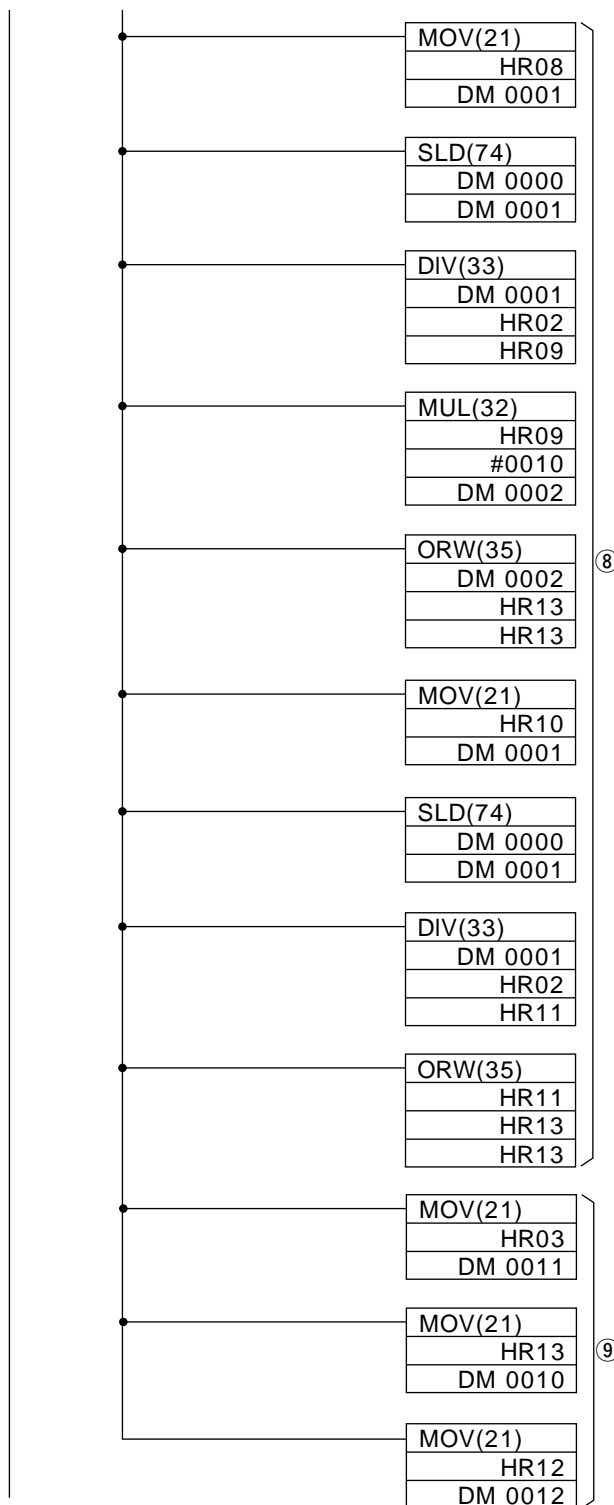 MOV(21)
HR08
DM 0001
SLD(74)
DM 0000
DM 0001
DIV(33)
DM 0001
HR02
HR09
MUL(32)
HR09
#0010
DM 0002
ORW(35)
DM 0002
HR13
HR13
⑧
MOV(21)
HR10
DM 0001
SLD(74)
DM 0000
DM 0001
DIV(33)
DM 0001
HR02
HR11
ORW(35)
HR11
HR13
HR13
MOV(21)
HR03
DM 0011
MOV(21)
HR13
DM 0010
⑨
MOV(21)
HR12
DM 0012